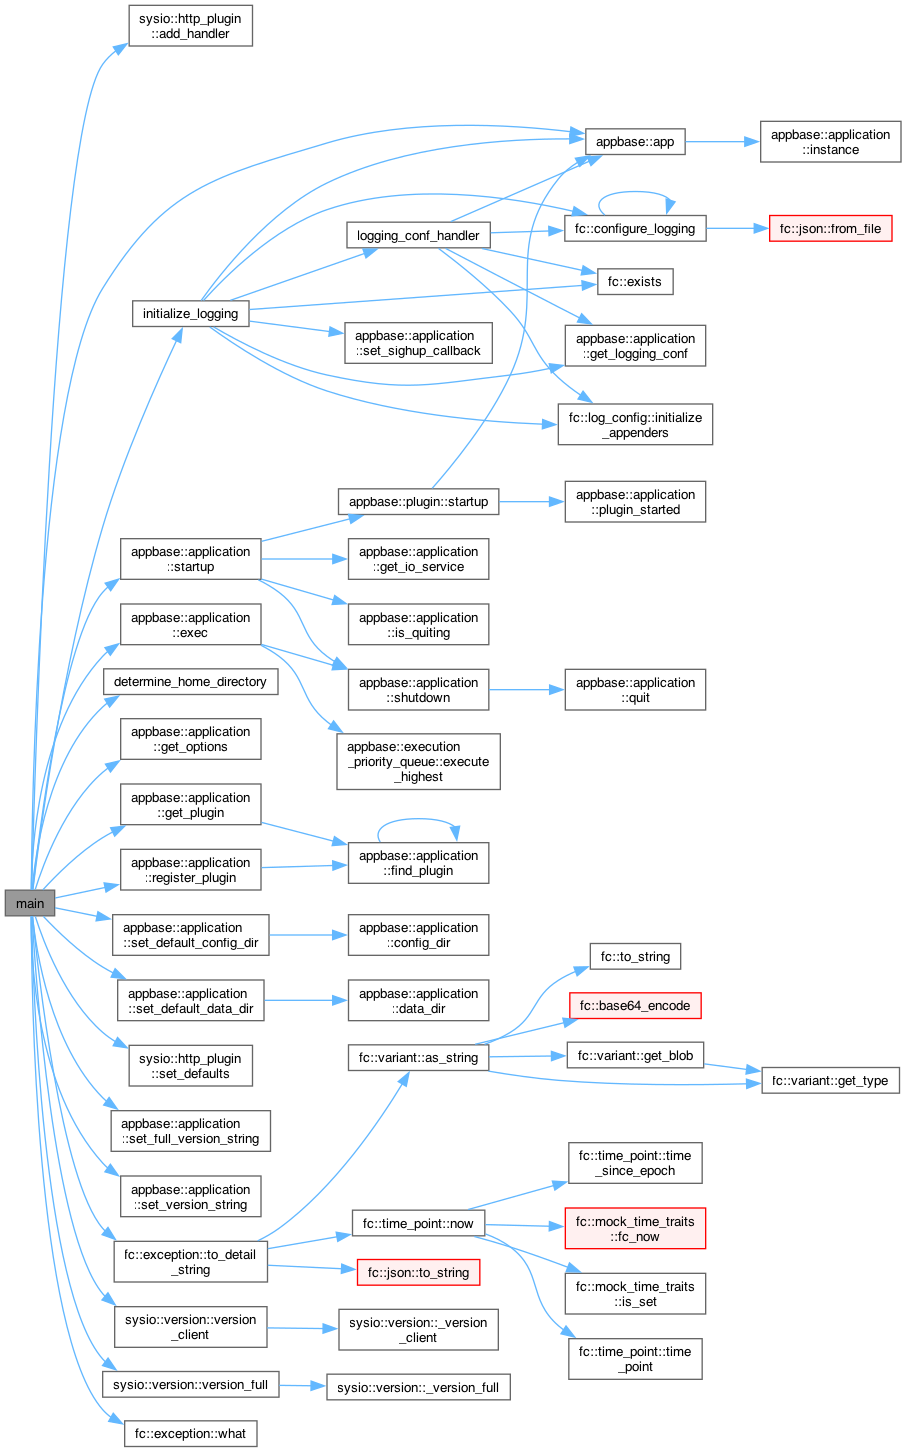 sysio::http_plugin
::add_handler
appbase::app
appbase::application
::instance
logging_conf_handler
fc::configure_logging
fc::json::from_file
fc::exists
initialize_logging
appbase::application
::set_sighup_callback
appbase::application
::get_logging_conf
fc::log_config::initialize
_appenders
appbase::plugin::startup
appbase::application
::plugin_started
appbase::application
::startup
appbase::application
::get_io_service
appbase::application
::exec
appbase::application
::is_quiting
determine_home_directory
appbase::application
::shutdown
appbase::application
::quit
appbase::application
::get_options
appbase::execution
_priority_queue::execute
_highest
appbase::application
::get_plugin
appbase::application
::register_plugin
appbase::application
::find_plugin
main
appbase::application
::set_default_config_dir
appbase::application
::config_dir
fc::to_string
appbase::application
::set_default_data_dir
appbase::application
::data_dir
fc::base64_encode
sysio::http_plugin
::set_defaults
fc::variant::as_string
fc::variant::get_blob
fc::variant::get_type
appbase::application
::set_full_version_string
appbase::application
::set_version_string
fc::time_point::time
_since_epoch
fc::exception::to_detail
_string
fc::time_point::now
fc::mock_time_traits
::fc_now
fc::json::to_string
fc::mock_time_traits
::is_set
sysio::version::version
_client
sysio::version::_version
_client
fc::time_point::time
_point
sysio::version::version_full
sysio::version::_version_full
fc::exception::what